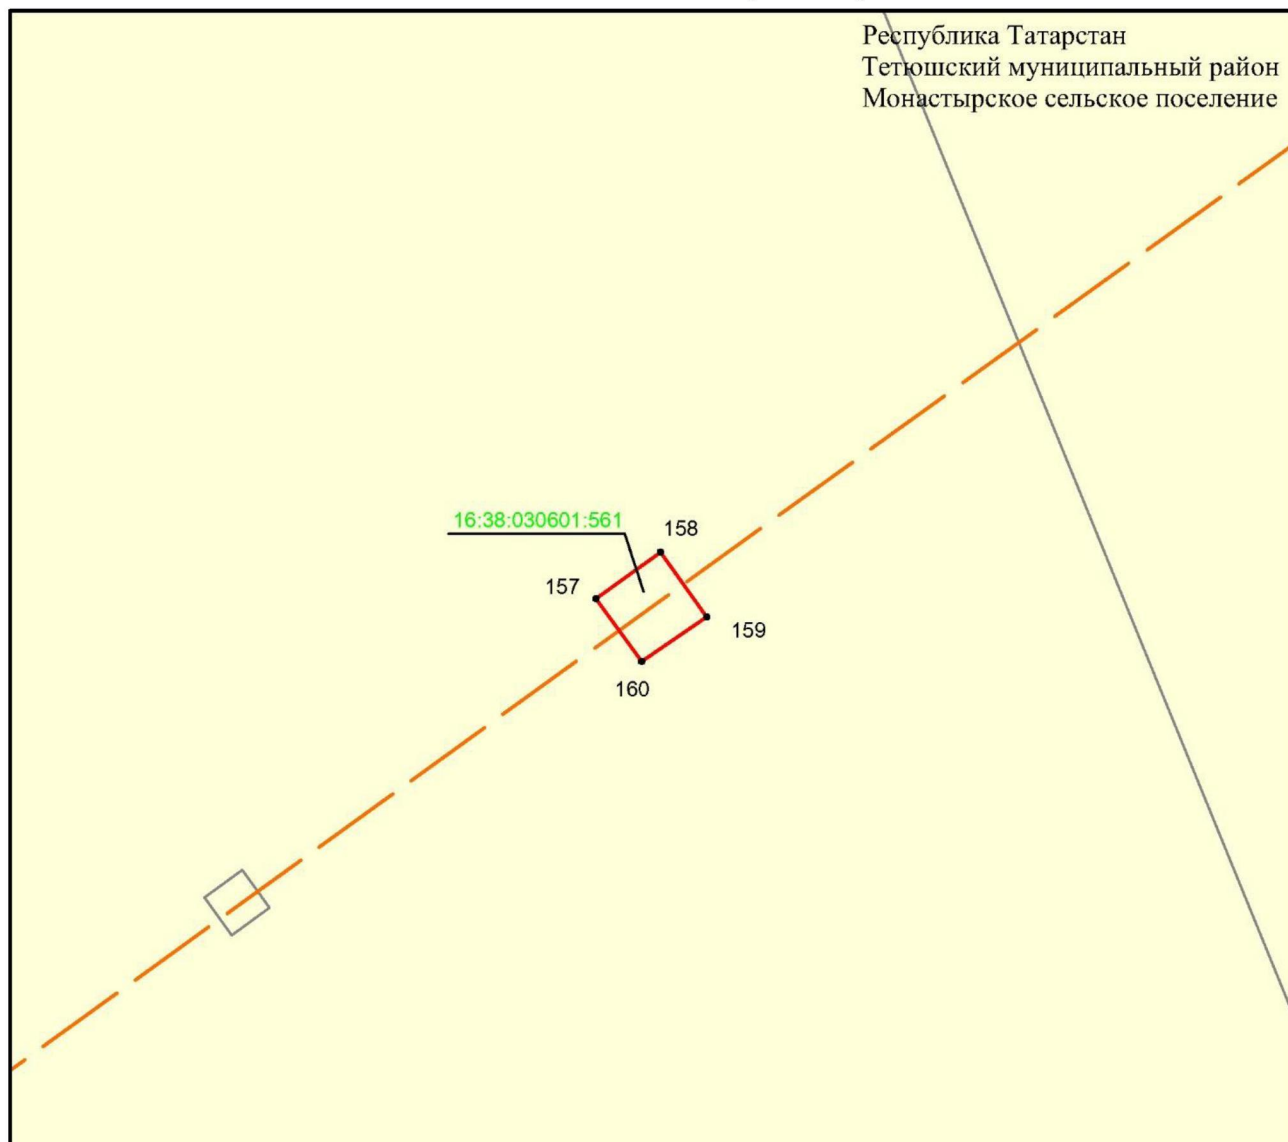 Республика Татарстан
Тетюшский муниципальный район
Монастырское сельское поселение
16:38:030601:561
158
157
159
160